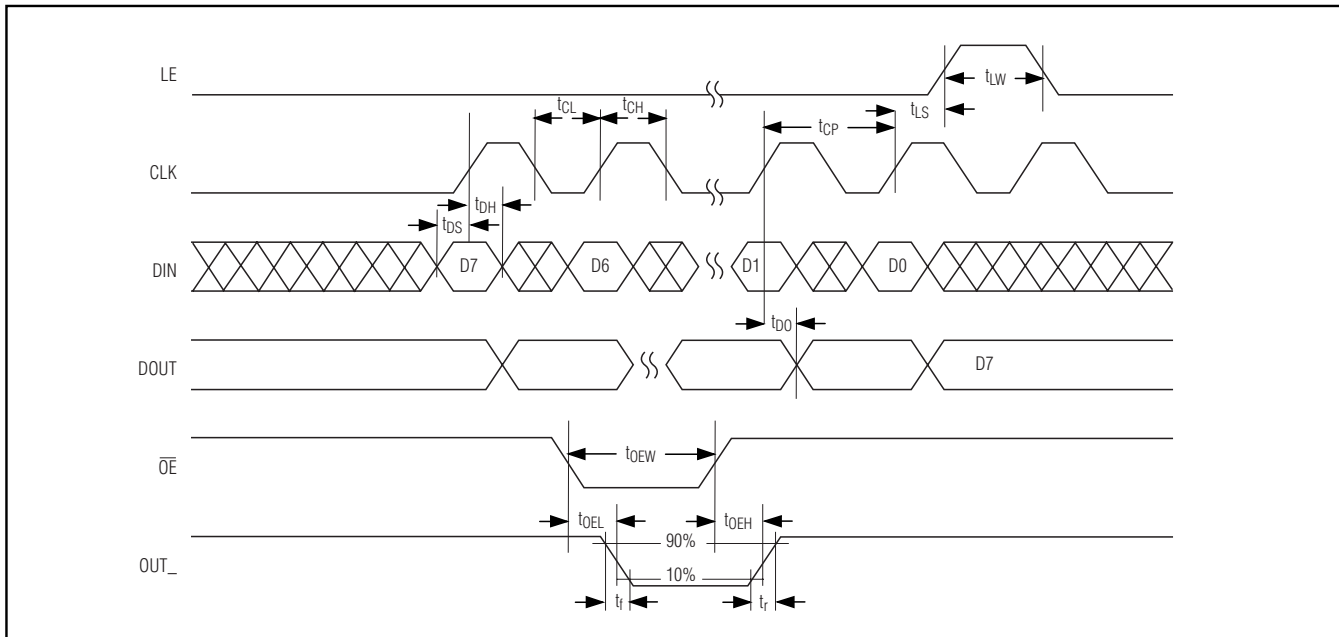 LE
tLW
tLS
tCL
tCH
tCP
CLK
tDH
tDS
DIN
D7
D6
D1
D0
tD0
DOUT
D7
OE
tOEW
tOEL
tOEH
90%
OUT_
10%
tf
tr